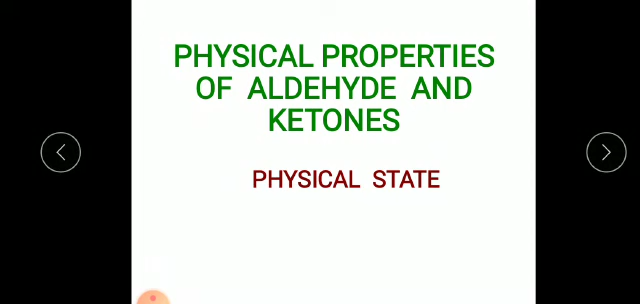 PHYSICAL PROPERTIES
OF ALDEHYDE AND
KETONES
PHYSICAL STATE